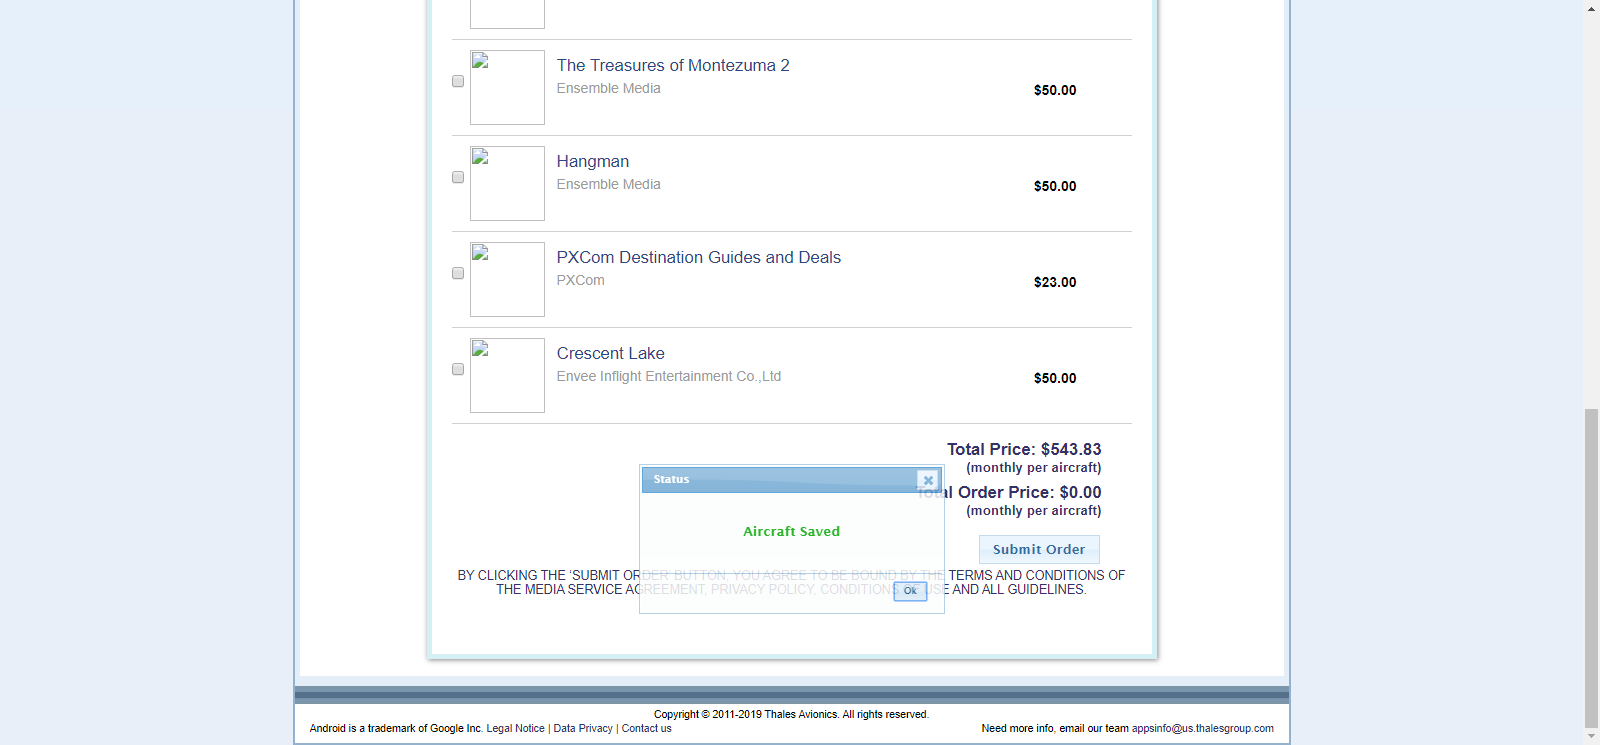 The Treasures of Montezuma 2
Ensemble Media
$50.00
Hangman
Ensemble Media
$50.00
PXCom Destination Guides and Deals
PXCom
$23.00
Crescent Lake
Envee Inflight Entertainment Co.,Ltd
$50.00
Total Price: $543.83
(monthly per aircraft)
Total Order Price: $0.00
(monthly per aircraft)
Status
Aircraft Saved
Ok
Submit Order
BY CLICKING THE ‘SUBMIT ORDER’ BUTTON, YOU AGREE TO BE BOUND BY THE TERMS AND CONDITIONS OF
THE MEDIA SERVICE AGREEMENT, PRIVACY POLICY, CONDITIONS OF USE AND ALL GUIDELINES.
Copyright © 2011-2019 Thales Avionics. All rights reserved.
Android is a trademark of Google Inc. Legal Notice | Data Privacy | Contact us
Need more info, email our team appsinfo@us.thalesgroup.com